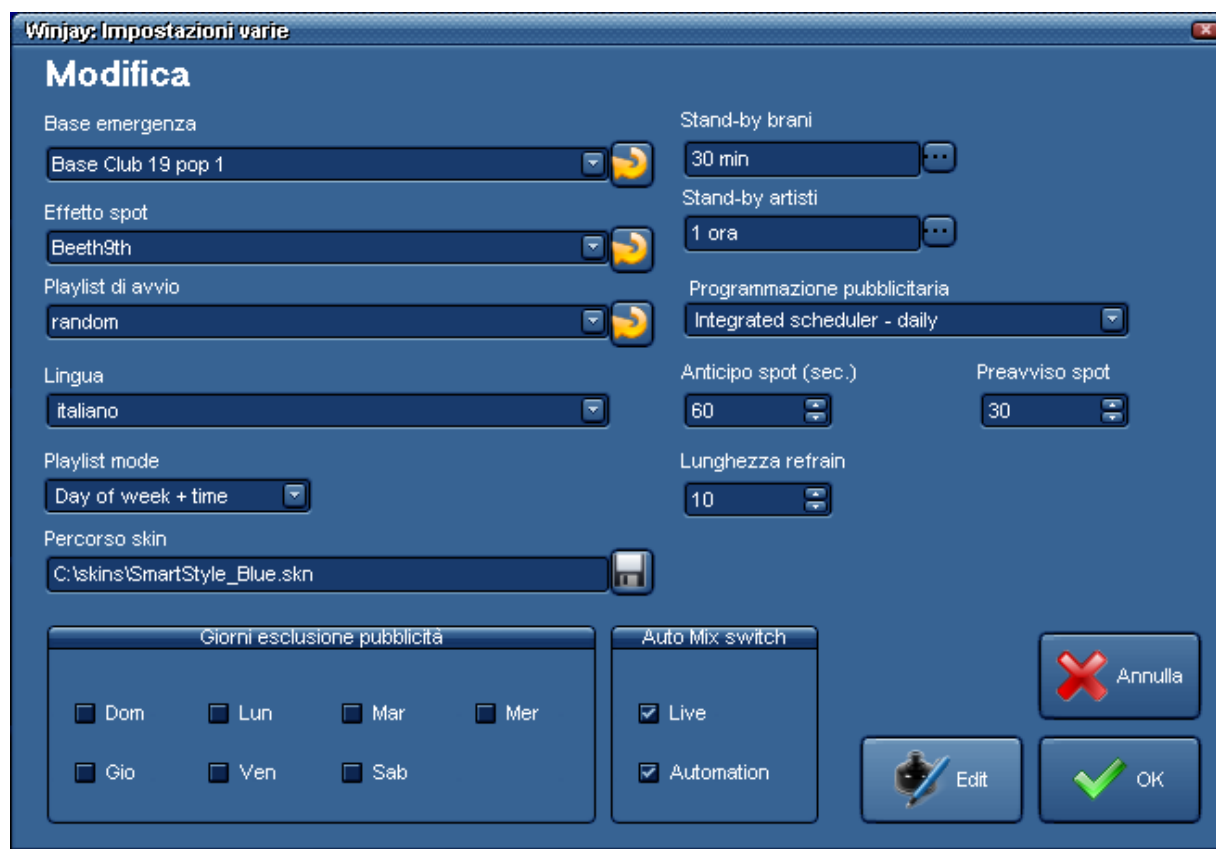 Winjay: Impostazioni varie
Modifica
Base emergenza
Base Club 19 pop 1
Effetto spot
Beeth9th
Playlist di avvio
random
Lingua
italiano
Playlist mode
Day of week + time
Percorso skin
C:\skins\SmartStyle_Blue.skn
Stand-by brani
30 min
Stand-by artisti
1 ora
Programmazione pubblicitaria
Integrated scheduler - daily
Anticipo spot (sec.) Preavviso spot
60 30
Lunghezza refrain
10
Giorni esclusione pubblicità
Dom Lun Mar Mer
Gio Ven Sab
Auto Mix switch
Live
Automation
Annulla
Edit OK